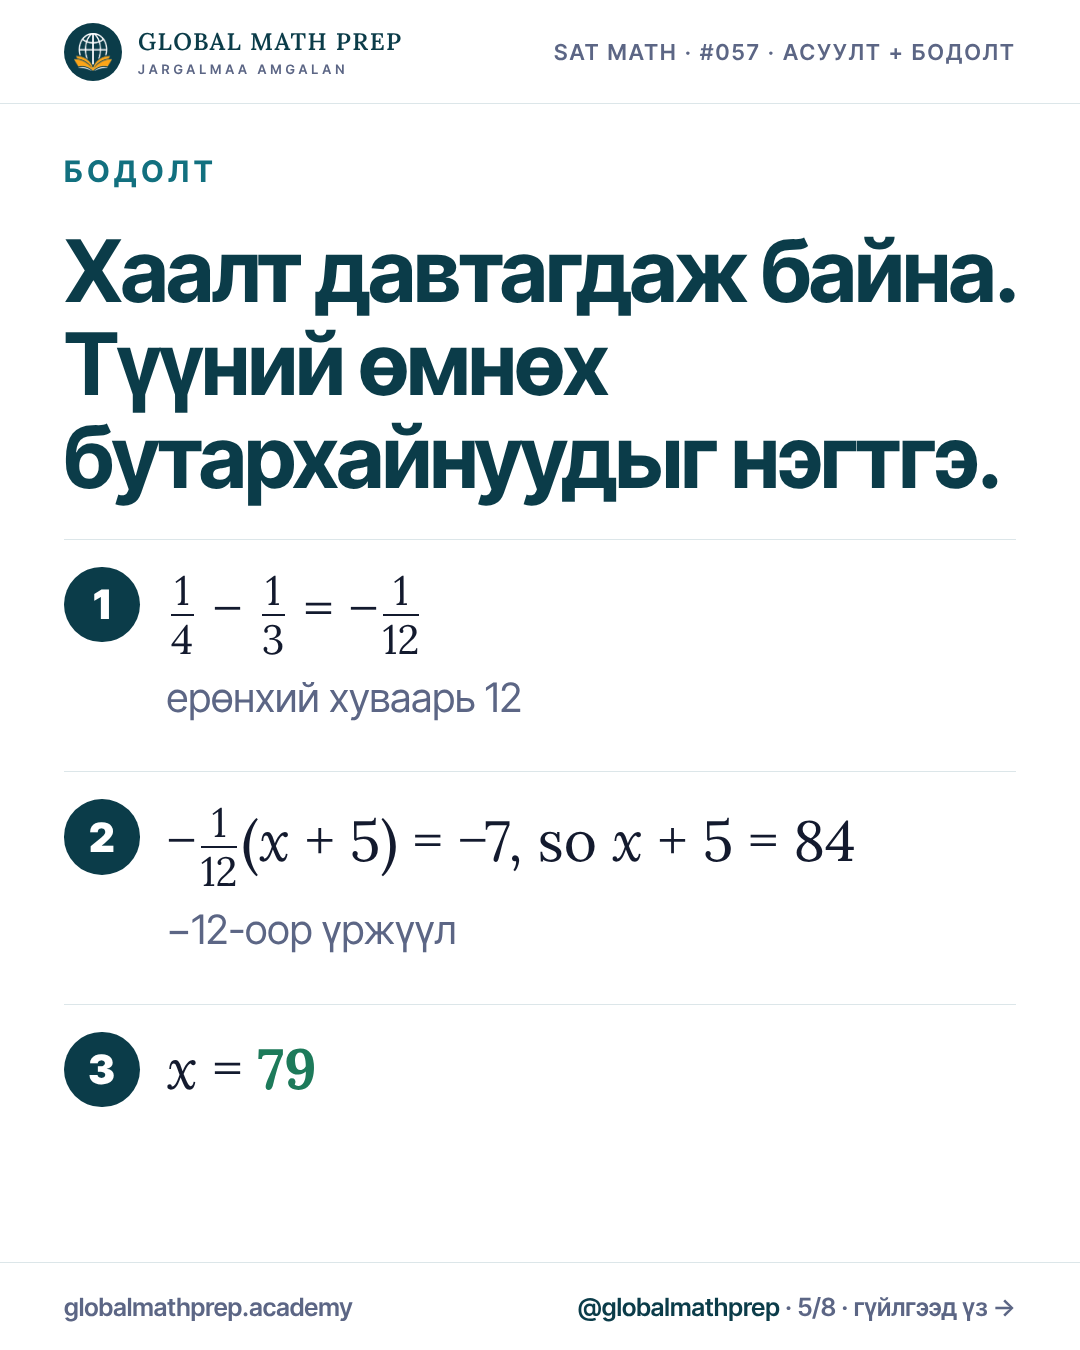 GLOBAL MATH PREP
JARGALMAA AMGALAN
SAT MATH · #057 · АСУУЛТ + БОДОЛТ
БОДОЛТ
Хаалт давтагдаж байна.
Түүний өмнөх
бутархайнуудыг нэгтгэ.
1
1/4 − 1/3 = −1/12
ерөнхий хуваарь 12
2
−1/12(x + 5) = −7, so x + 5 = 84
−12-оор үржүүл
3
x = 79
globalmathprep.academy
@globalmathprep · 5/8 · гүйлгээд үз →